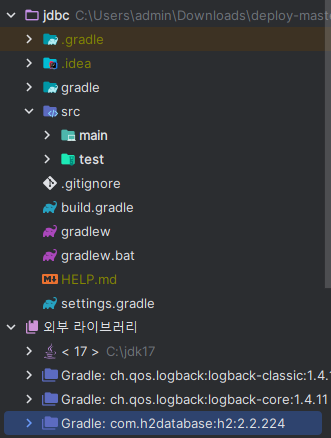 jdbc C:\Users\admin\Downloads\deploy-mast
.gradle
.idea
gradle
src
main
test
.gitignore
build.gradle
gradlew
gradlew.bat
HELP.md
settings.gradle
외부 라이브러리
< 17 > C:\jdk17
Gradle: ch.qos.logback:logback-classic:1.4.1
Gradle: ch.qos.logback:logback-core:1.4.11
Gradle: com.h2database:h2:2.2.224